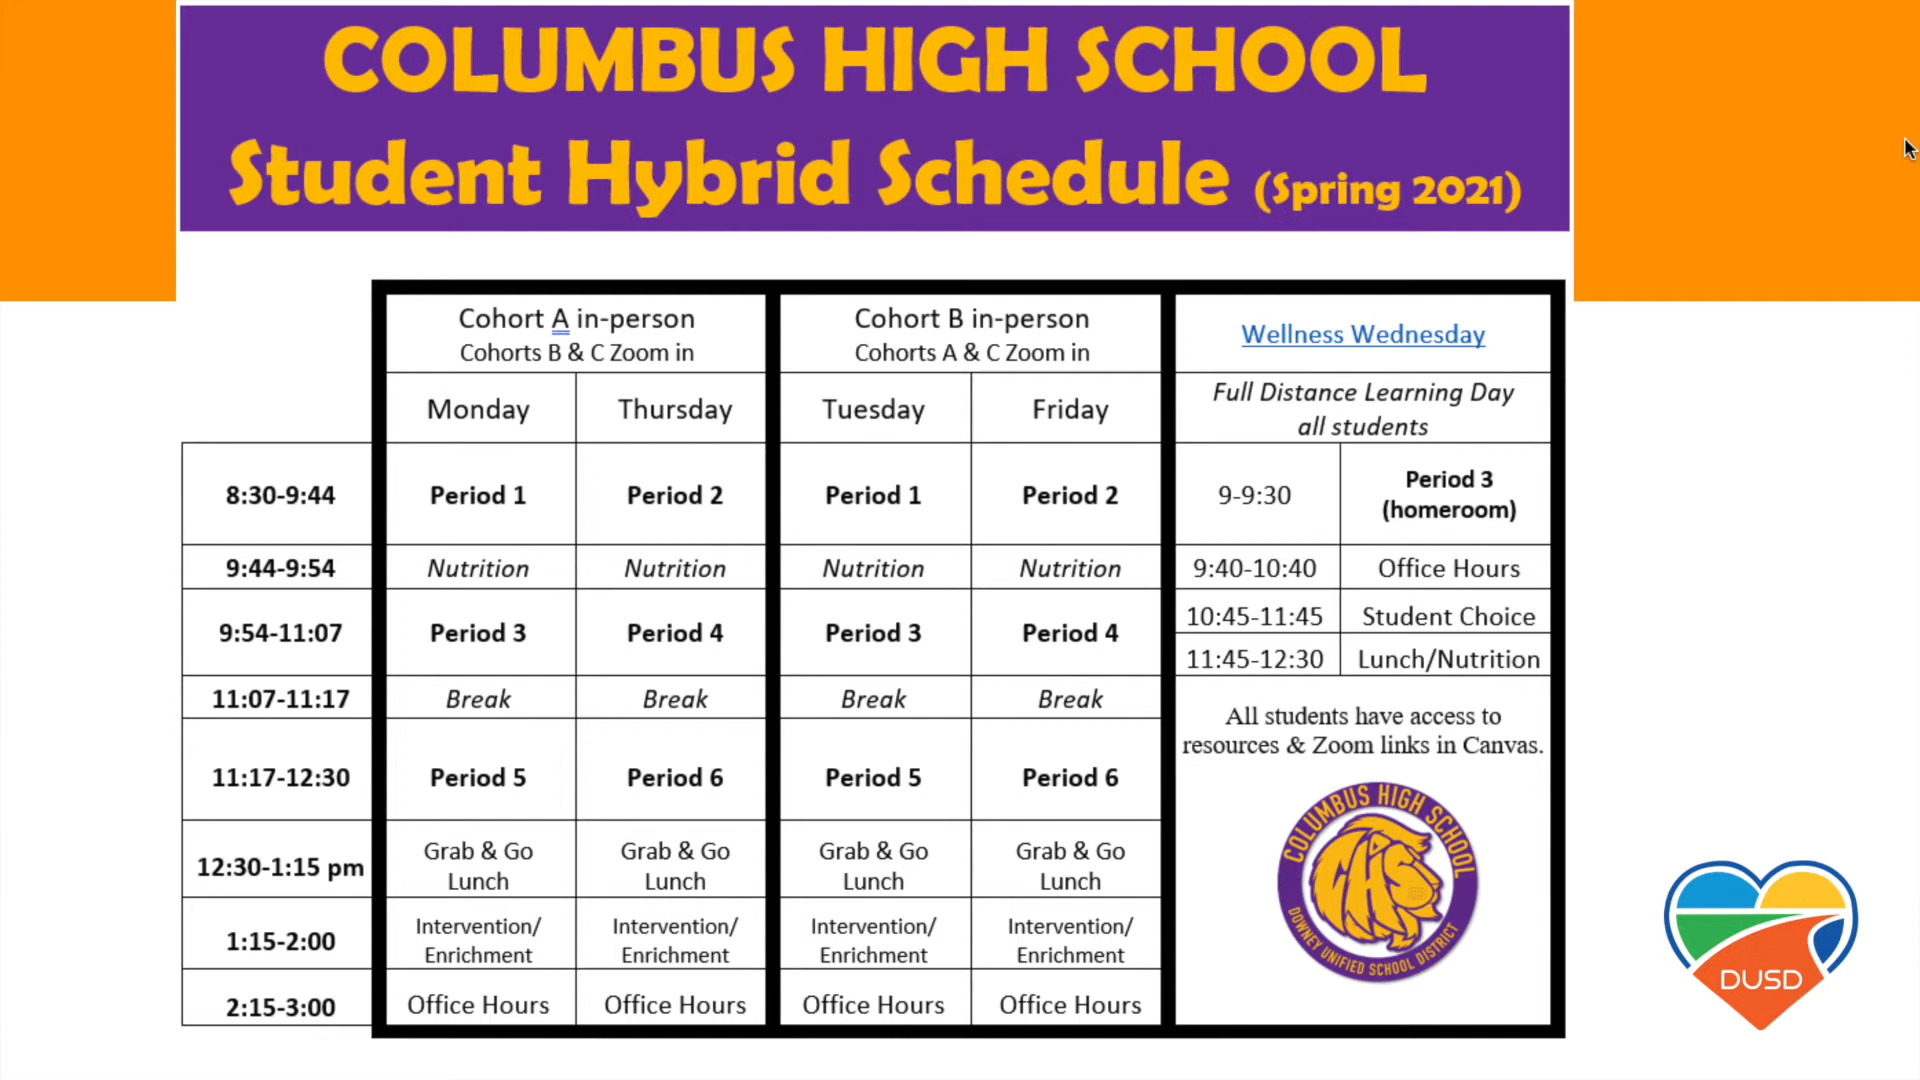 COLUMBUS HIGH SCHOOL
Student Hybrid Schedule (Spring 2021)
Cohort A in-person
Cohorts B & C Zoom in
Cohort B in-person
Cohorts A & C Zoom in
Wellness Wednesday
Monday
Thursday
Tuesday
Friday
Full Distance Learning Day
all students
8:30-9:44
Period 1
Period 2
Period 1
Period 2
9-9:30
Period 3
(homeroom)
9:44-9:54
Nutrition
Nutrition
Nutrition
Nutrition
9:40-10:40
Office Hours
9:54-11:07
Period 3
Period 4
Period 3
Period 4
10:45-11:45
Student Choice
11:45-12:30
Lunch/Nutrition
11:07-11:17
Break
Break
Break
Break
All students have access to
resources & Zoom links in Canvas.
11:17-12:30
Period 5
Period 6
Period 5
Period 6
12:30-1:15 pm
Grab & Go
Lunch
Grab & Go
Lunch
Grab & Go
Lunch
Grab & Go
Lunch
1:15-2:00
Intervention/
Enrichment
Intervention/
Enrichment
Intervention/
Enrichment
Intervention/
Enrichment
2:15-3:00
Office Hours
Office Hours
Office Hours
Office Hours
COLUMBUS HIGH SCHOOL
CHS
DOWNEY UNIFIED SCHOOL DISTRICT
DUSD